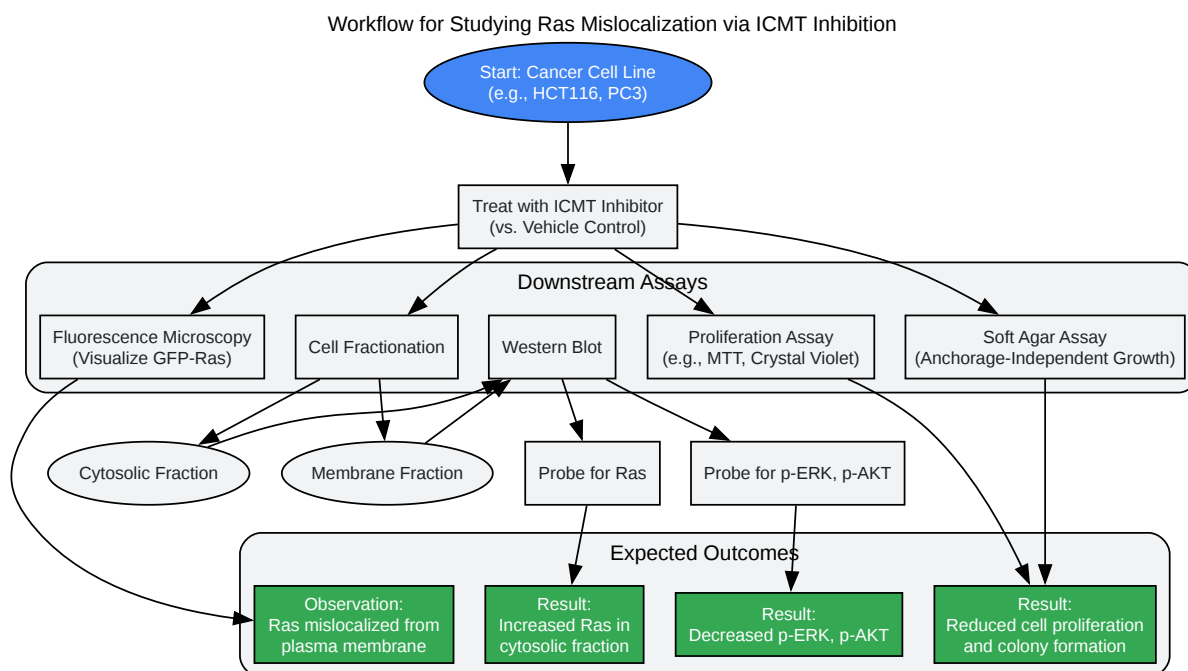 Workflow for Studying Ras Mislocalization via ICMT Inhibition
Start: Cancer Cell Line
(e.g., HCT116, PC3)
Treat with ICMT Inhibitor
(vs. Vehicle Control)
Downstream Assays
Fluorescence Microscopy
(Visualize GFP-Ras)
Cell Fractionation
Western Blot
Proliferation Assay
(e.g., MTT, Crystal Violet)
Soft Agar Assay
(Anchorage-Independent Growth)
Cytosolic Fraction
Membrane Fraction
Probe for Ras
Probe for p-ERK, p-AKT
Expected Outcomes
Observation:
Ras mislocalized from
plasma membrane
Result:
Increased Ras in
cytosolic fraction
Result:
Decreased p-ERK, p-AKT
Result:
Reduced cell proliferation
and colony formation